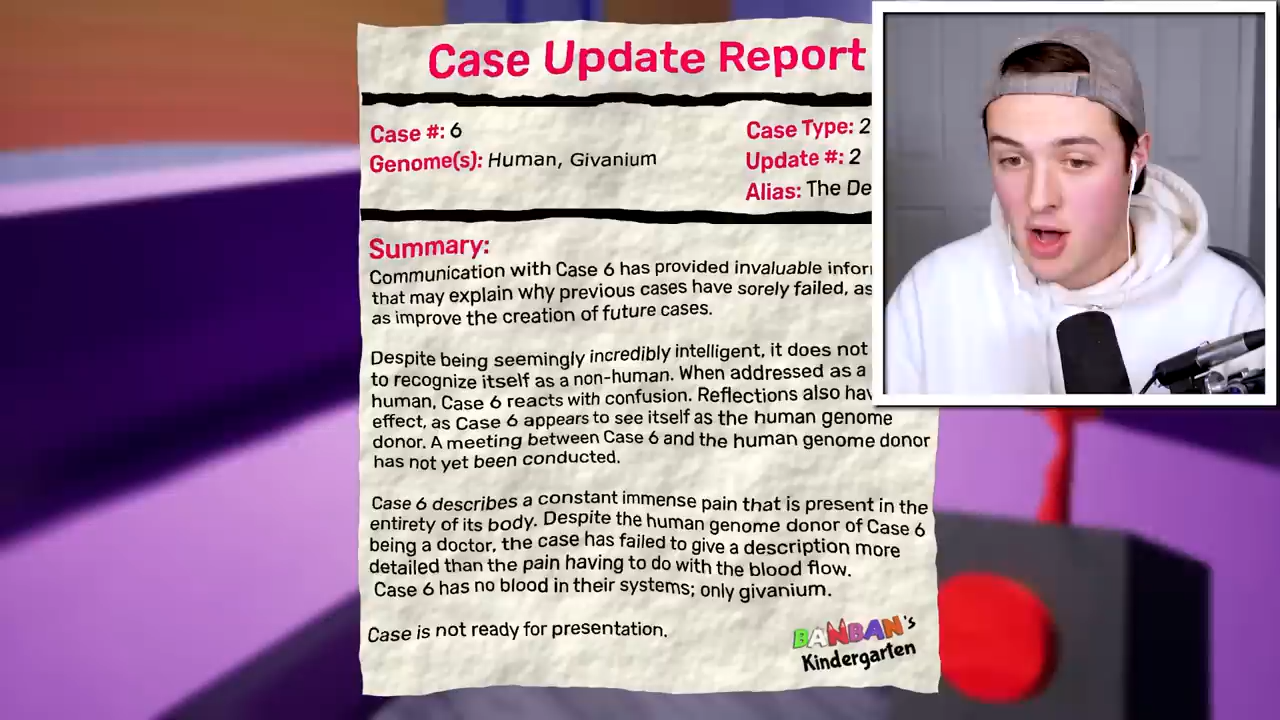 Case Update Report
Case #: 6
Case Type: 2
Genome(s): Human, Givanium
Update #: 2
Alias: The
Summary:
Communication with Case 6 has provided invaluable
that may explain why previous cases have sorely failed, as
as improve the creation of future cases.
Despite being seemingly incredibly intelligent, it does not
to recognize itself as a non-human. When addressed as a
human, Case 6 reacts with confusion. Reflections also
effect, as Case 6 appears to see itself as the human genome
donor. A meeting between Case 6 and the human genome donor
has not yet been conducted.
Case 6 describes a constant immense pain that is present in the
entirety of its body. Despite the human genome donor of Case 6
being a doctor, the case has failed to give a description more
detailed than the pain having to do with the blood flow.
Case 6 has no blood in their systems; only givanium.
Case is not ready for presentation.
BANBAN's
Kindergarten